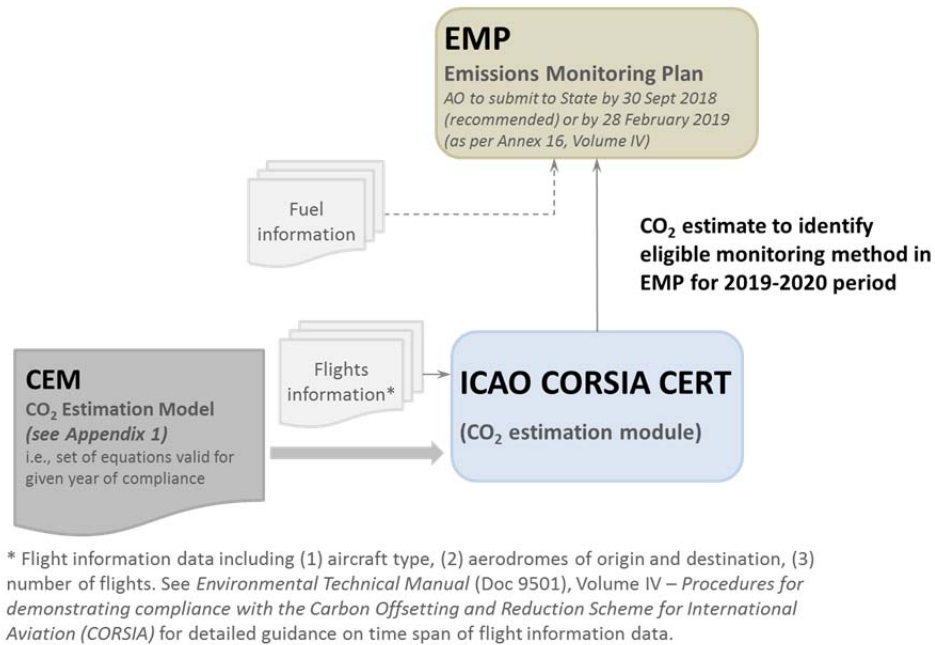 EMP
Emissions Monitoring Plan
AO to submit to State by 30 Sept 2018
(recommended) or by 28 February 2019
(as per Annex 16, Volume IV)
Fuel
information
CO₂ estimate to identify
eligible monitoring method in
EMP for 2019-2020 period
CEM
CO₂ Estimation Model
(see Appendix 1)
i.e., set of equations valid for
given year of compliance
Flights
information*
ICAO CORSIA CERT
(CO₂ estimation module)
* Flight information data including (1) aircraft type, (2) aerodromes of origin and destination, (3)
number of flights. See Environmental Technical Manual (Doc 9501), Volume IV – Procedures for
demonstrating compliance with the Carbon Offsetting and Reduction Scheme for International
Aviation (CORSIA) for detailed guidance on time span of flight information data.